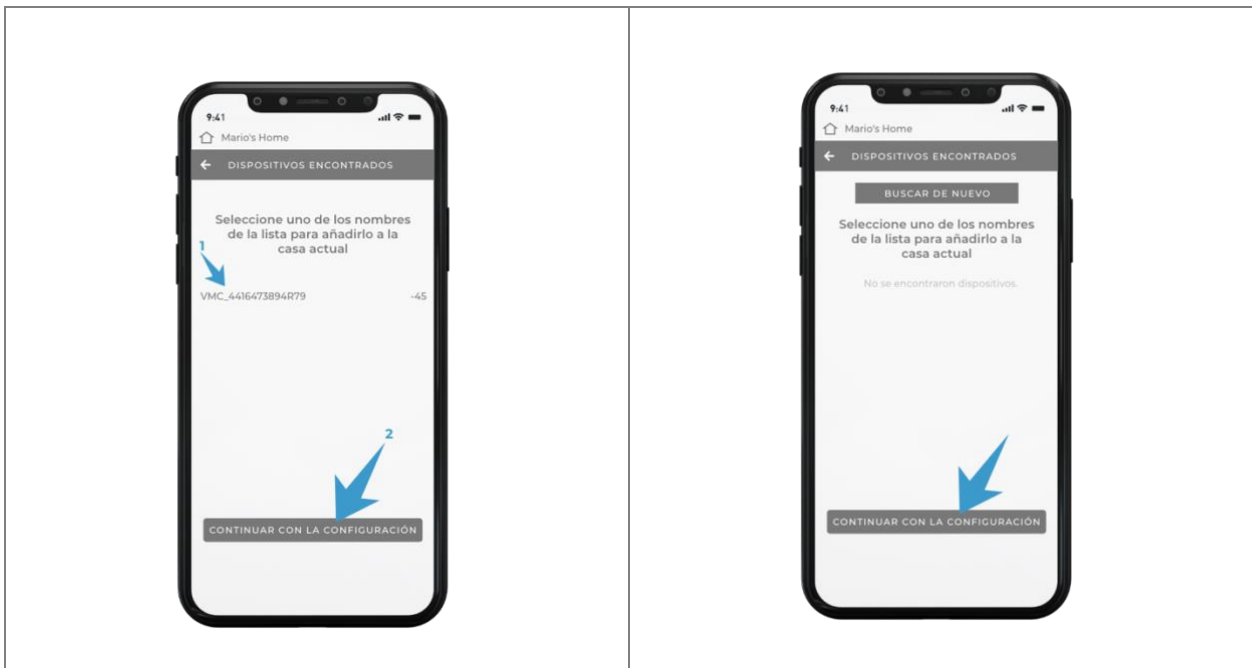 9:41
Mario's Home
DISPOSITIVOS ENCONTRADOS
Seleccione uno de los nombres
de la lista para añadirlo a la
casa actual
1
VMC_4416473894R79 -45
2
CONTINUAR CON LA CONFIGURACIÓN
9:41
Mario's Home
DISPOSITIVOS ENCONTRADOS
BUSCAR DE NUEVO
Seleccione uno de los nombres
de la lista para añadirlo a la
casa actual
No se encontraron dispositivos.
CONTINUAR CON LA CONFIGURACIÓN